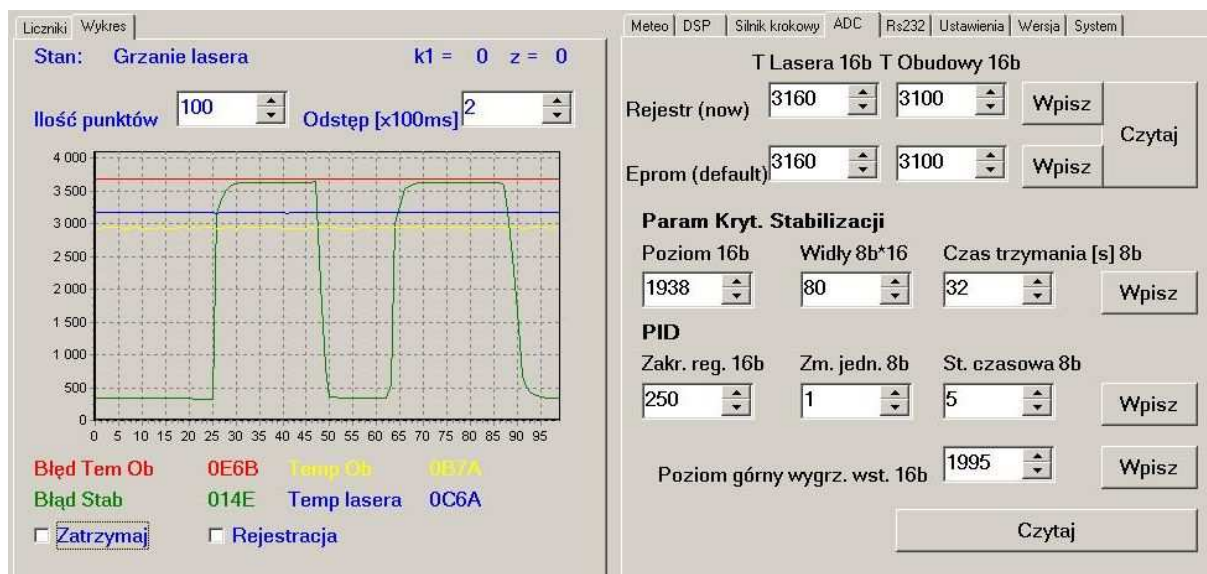 Liczniki Wykres
Stan: Grzanie lasera k1 = 0 z = 0
Ilość punktów 100 Odstęp [x100ms] 2
4 000
3 500
3 000
2 500
2 000
1 500
1 000
500
0
0 5 10 15 20 25 30 35 40 45 50 55 60 65 70 75 80 85 90 95
Błęd Tem Ob 0E6B Temp Ob 0B7A
Błąd Stab 014E Temp lasera 0C6A
Zatrzymaj Rejestracja
Meteo DSP Silnik krokowy ADC Rs232 Ustawienia Wersja System
T Lasera 16b T Obudowy 16b
Rejestr (now) 3160 3100 Wpisz
Czytaj
Eprom (default) 3160 3100 Wpisz
Param Kryt. Stabilizacji
Poziom 16b Widły 8b*16 Czas trzymania [s] 8b
1938 80 32 Wpisz
PID
Zakr. reg. 16b Zm. jedn. 8b St. czasowa 8b
250 1 5 Wpisz
Poziom górny wygrz. wst. 16b 1995 Wpisz
Czytaj